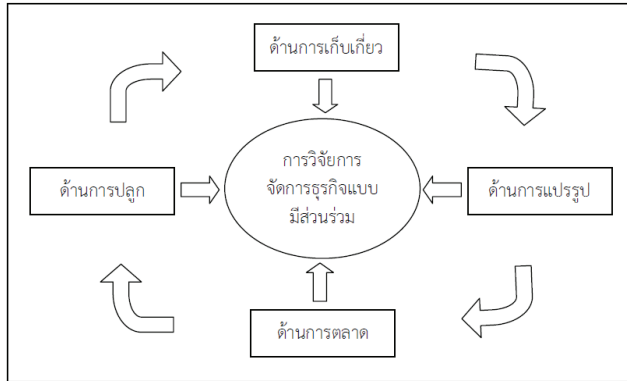 ด้านการเก็บเกี่ยว
การวิจัยการ
จัดการธุรกิจแบบ
มีส่วนร่วม
ด้านการปลูก
ด้านการแปรรูป
ด้านการตลาด